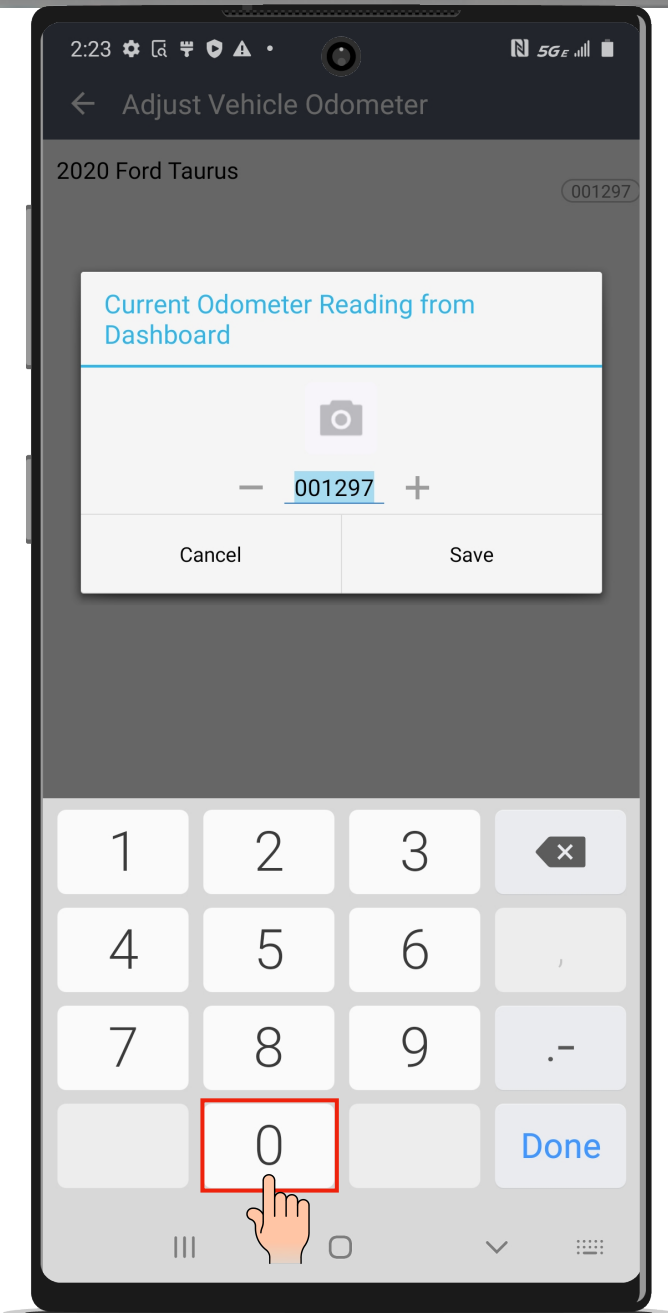 2:23
5GE
Adjust Vehicle Odometer
2020 Ford Taurus
001297
Current Odometer Reading from
Dashboard
001297
Cancel
Save
1 2 3
4 5 6 ,
7 8 9 .-
0 Done